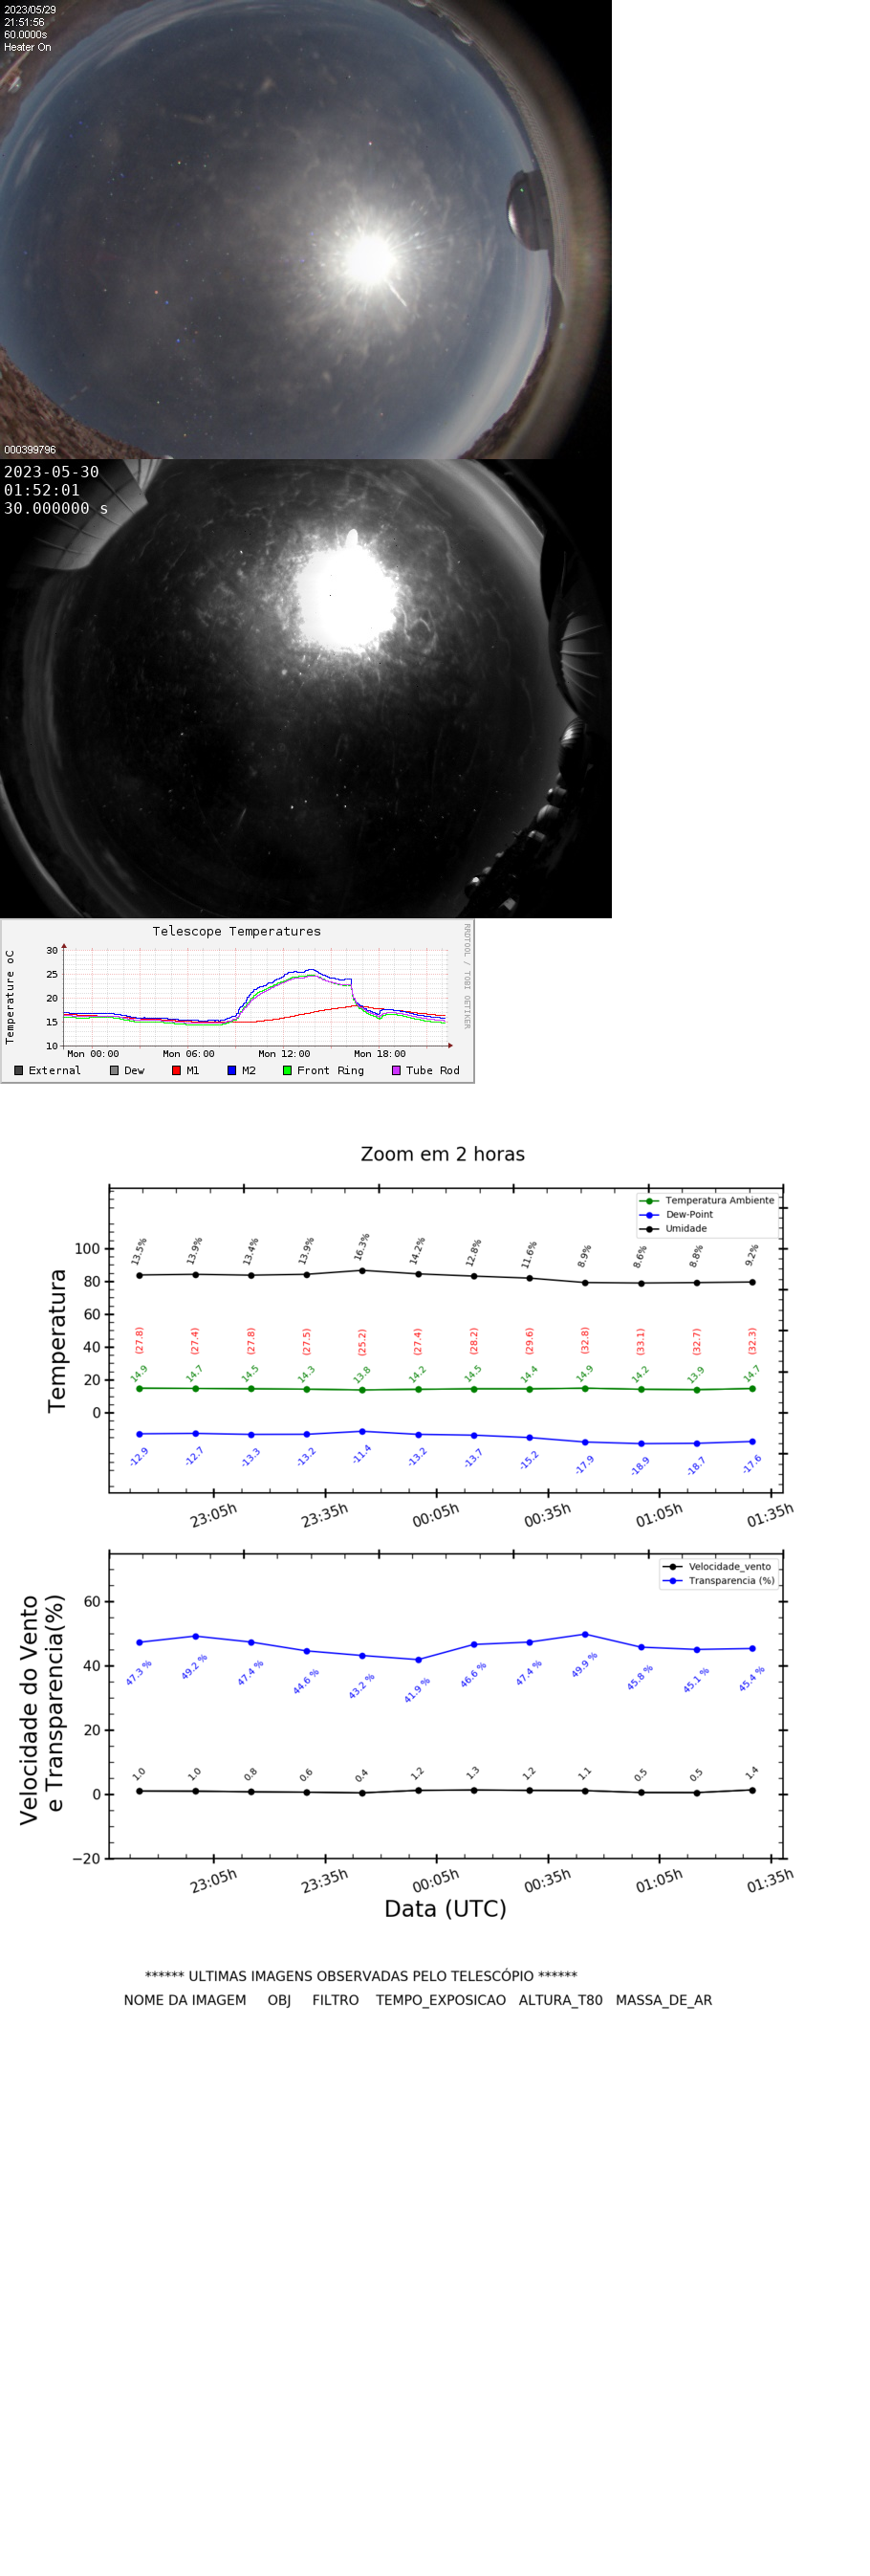 2023/05/29
21:51:56
60.0000s
Heater On
000399796
2023-05-30
01:52:01
30.000000 s
Telescope Temperatures
RRDTOOL / TOBI OETIKER
Temperature oC
30
25
20
15
10
Mon 00:00 Mon 06:00 Mon 12:00 Mon 18:00
External Dew M1 M2 Front Ring Tube Rod
Zoom em 2 horas
Temperatura Ambiente
Dew-Point
Umidade
Temperatura
100
80
60
40
20
0
13.5% 13.9% 13.4% 13.9% 16.3% 14.2% 12.8% 11.6% 8.9% 8.6% 8.8% 9.2%
(27.8) (27.4) (27.8) (27.5) (25.2) (27.4) (28.2) (29.6) (32.8) (33.1) (32.7) (32.3)
14.9 14.7 14.5 14.3 13.8 14.2 14.5 14.4 14.9 14.2 13.9 14.7
-12.9 -12.7 -13.3 -13.2 -11.4 -13.2 -13.7 -15.2 -17.9 -18.9 -18.7 -17.6
23:05h 23:35h 00:05h 00:35h 01:05h 01:35h
Velocidade_vento
Transparencia (%)
Velocidade do Vento
e Transparencia(%)
60
40
20
0
−20
47.3 % 49.2 % 47.4 % 44.6 % 43.2 % 41.9 % 46.6 % 47.4 % 49.9 % 45.8 % 45.1 % 45.4 %
1.0 1.0 0.8 0.6 0.4 1.2 1.3 1.2 1.1 0.5 0.5 1.4
23:05h 23:35h 00:05h 00:35h 01:05h 01:35h
Data (UTC)
****** ULTIMAS IMAGENS OBSERVADAS PELO TELESCÓPIO ******
NOME DA IMAGEM OBJ FILTRO TEMPO_EXPOSICAO ALTURA_T80 MASSA_DE_AR